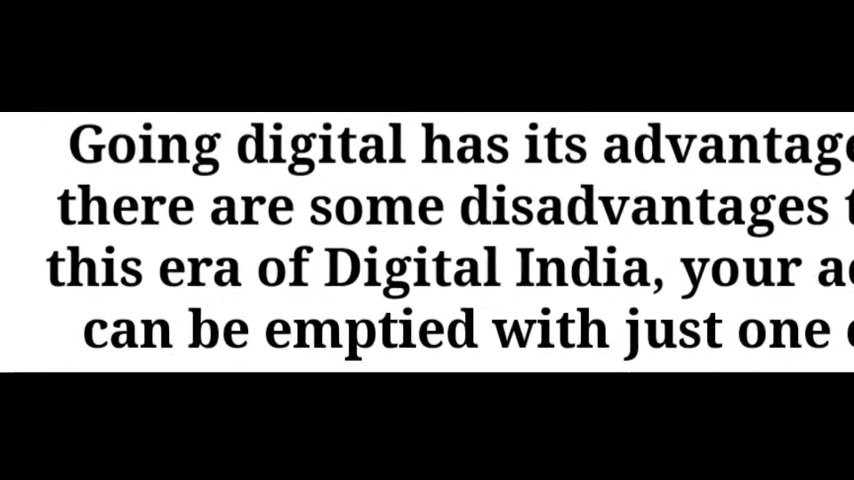 Going digital has its advantage
there are some disadvantages
this era of Digital India, your
can be emptied with just one